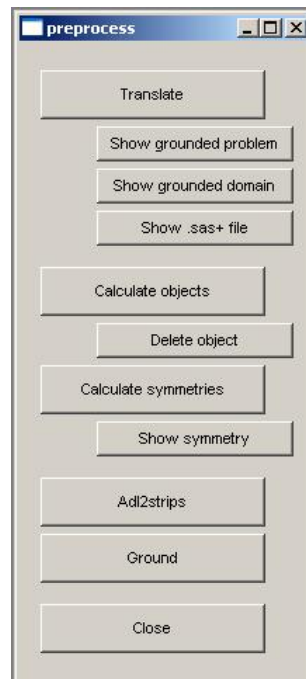 preprocess
Translate
Show grounded problem
Show grounded domain
Show .sas+ file
Calculate objects
Delete object
Calculate symmetries
Show symmetry
Adl2strips
Ground
Close